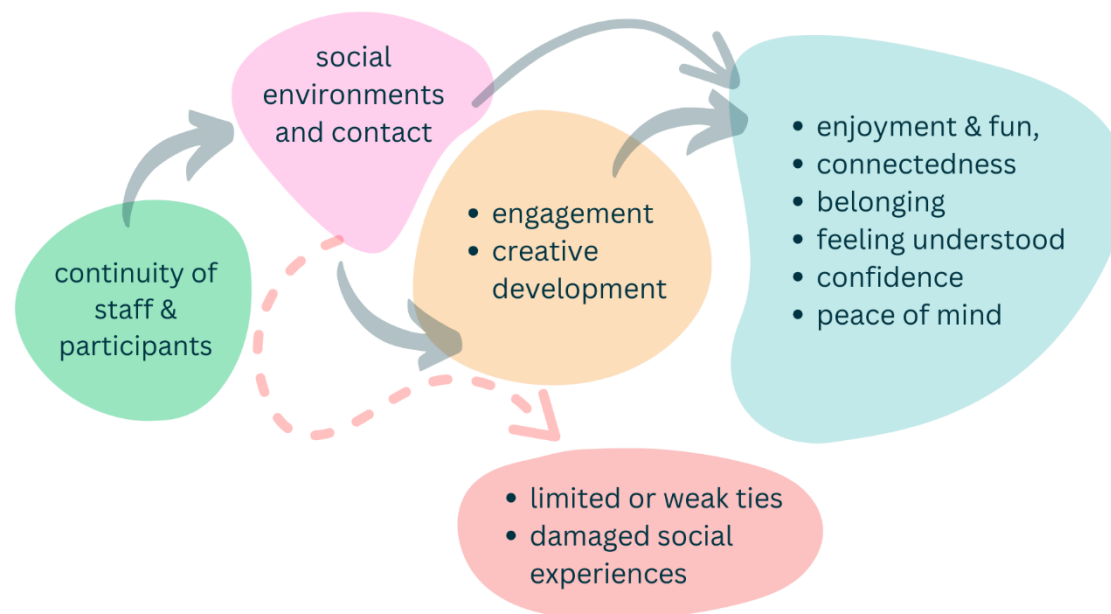 social
environments
and contact
continuity of
staff &
participants
• engagement
• creative
development
• enjoyment & fun,
• connectedness
• belonging
• feeling understood
• confidence
• peace of mind
• limited or weak ties
• damaged social
experiences